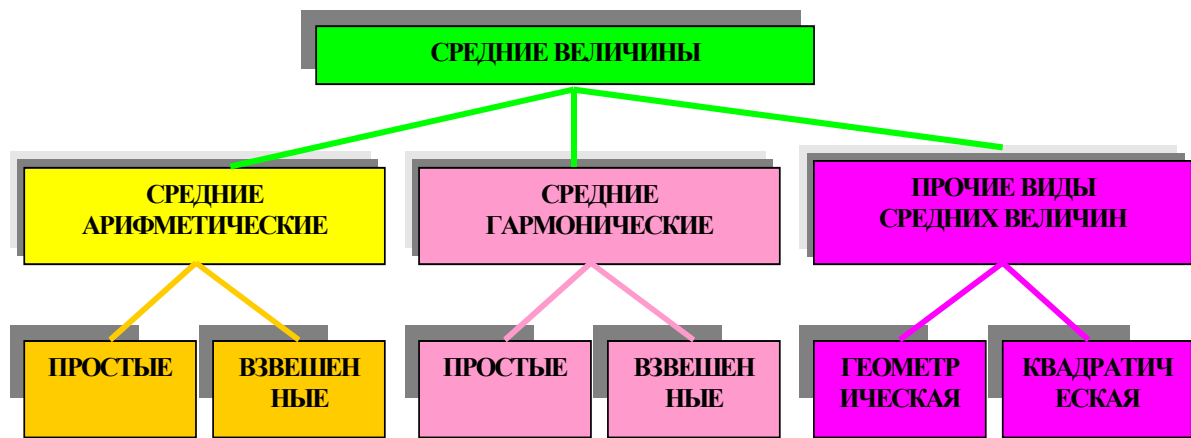 СРЕДНИЕ ВЕЛИЧИНЫ
СРЕДНИЕ
АРИФМЕТИЧЕСКИЕ
СРЕДНИЕ
ГАРМОНИЧЕСКИЕ
ПРОЧИЕ ВИДЫ
СРЕДНИХ ВЕЛИЧИН
ПРОСТЫЕ
ВЗВЕШЕН
НЫЕ
ПРОСТЫЕ
ВЗВЕШЕН
НЫЕ
ГЕОМЕТР
ИЧЕСКАЯ
КВАДРАТИЧ
ЕСКАЯ